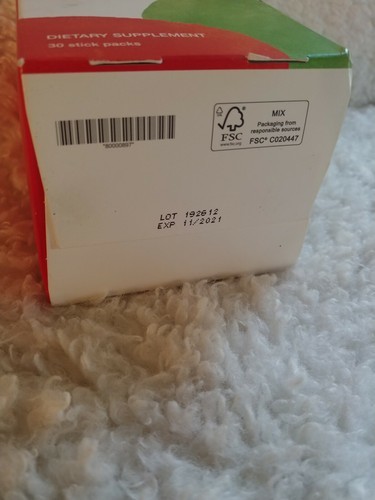 DIETARY SUPPLEMENT
30 stick packs
FSC
www.fsc.org
MIX
Packaging from
responsible sources
FSC® C020447
LOT 192612
EXP 11/2021